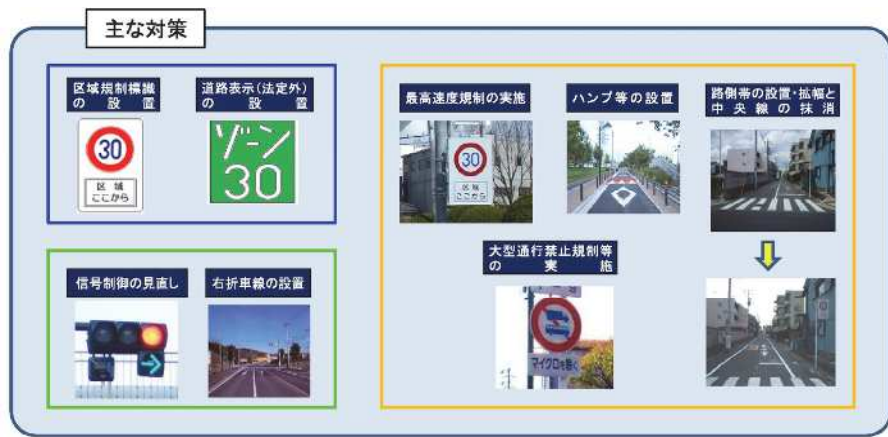 主な対策
区域規制標識
の設置
30
区域
ここから
道路表示(法定外)
の設置
ゾーン
30
信号制御の見直し
右折車線の設置
最高速度規制の実施
30
区域
ここから
ハンプ等の設置
路側帯の設置・拡幅と
中央線の抹消
大型通行禁止規制等
の実施
マイクロを除く